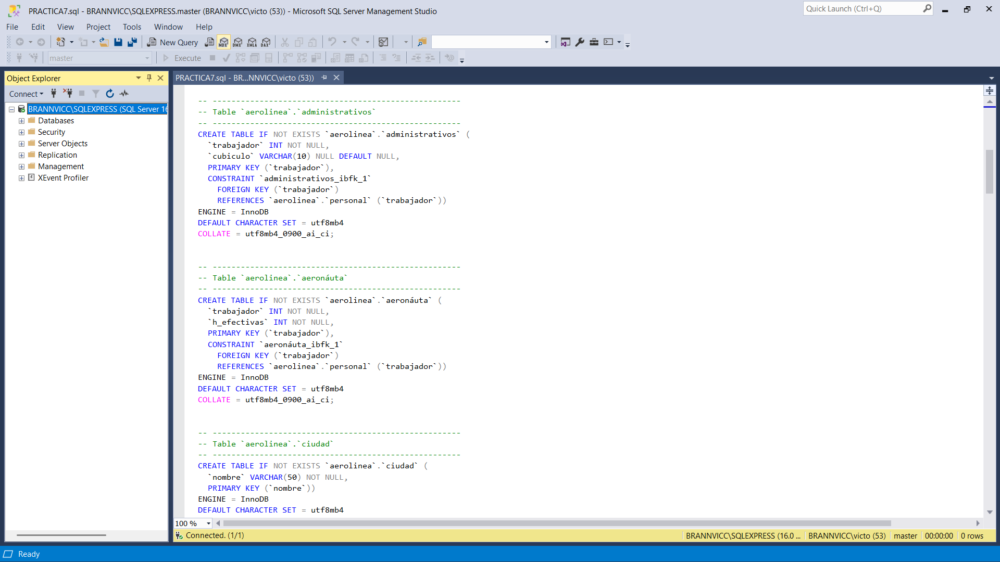 PRACTICA7.sql - BRANNVICC\SQLEXPRESS.master (BRANNVICC\victo (53)) - Microsoft SQL Server Management Studio
Quick Launch (Ctrl+Q)
File Edit View Project Tools Window Help
New Query MDX DMX XMLA DAX
master Execute
Object Explorer
PRACTICA7.sql - BR...NNVICC\victo (53))
Connect
BRANNVICC\SQLEXPRESS (SQL Server 16
Databases
Security
Server Objects
Replication
Management
XEvent Profiler
-- -----------------------------------------------------
-- Table `aerolinea`.`administrativos`
-- -----------------------------------------------------
CREATE TABLE IF NOT EXISTS `aerolinea`.`administrativos` (
  `trabajador` INT NOT NULL,
  `cubiculo` VARCHAR(10) NULL DEFAULT NULL,
  PRIMARY KEY (`trabajador`),
  CONSTRAINT `administrativos_ibfk_1`
    FOREIGN KEY (`trabajador`)
    REFERENCES `aerolinea`.`personal` (`trabajador`))
ENGINE = InnoDB
DEFAULT CHARACTER SET = utf8mb4
COLLATE = utf8mb4_0900_ai_ci;
-- -----------------------------------------------------
-- Table `aerolinea`.`aeronáuta`
-- -----------------------------------------------------
CREATE TABLE IF NOT EXISTS `aerolinea`.`aeronáuta` (
  `trabajador` INT NOT NULL,
  `h_efectivas` INT NOT NULL,
  PRIMARY KEY (`trabajador`),
  CONSTRAINT `aeronáuta_ibfk_1`
    FOREIGN KEY (`trabajador`)
    REFERENCES `aerolinea`.`personal` (`trabajador`))
ENGINE = InnoDB
DEFAULT CHARACTER SET = utf8mb4
COLLATE = utf8mb4_0900_ai_ci;
-- -----------------------------------------------------
-- Table `aerolinea`.`ciudad`
-- -----------------------------------------------------
CREATE TABLE IF NOT EXISTS `aerolinea`.`ciudad` (
  `nombre` VARCHAR(50) NOT NULL,
  PRIMARY KEY (`nombre`))
ENGINE = InnoDB
DEFAULT CHARACTER SET = utf8mb4
100 %
Connected. (1/1)
BRANNVICC\SQLEXPRESS (16.0 ... BRANNVICC\victo (53) master 00:00:00 0 rows
Ready